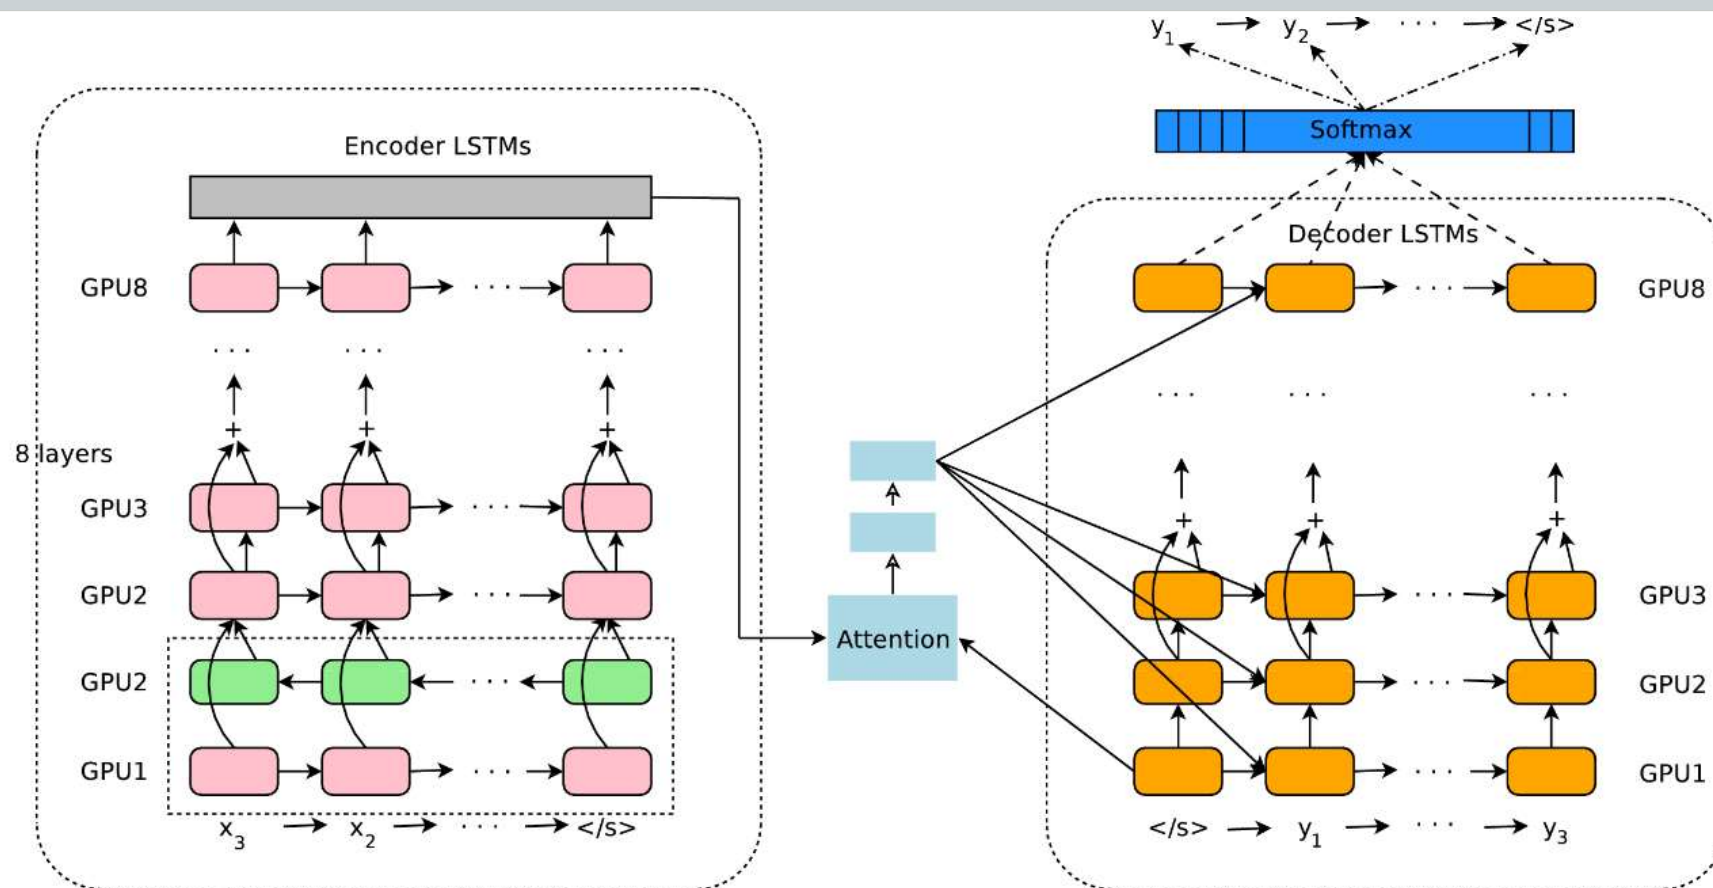 y1 y2 ... </s>
Softmax
Encoder LSTMs
Decoder LSTMs
GPU8 ... GPU8
... ... ...
... ... ...
+ + +
8 layers
GPU3 ...
+ + +
GPU2 ... ... GPU3
Attention
GPU2 ... ... GPU2
GPU1 ... ... GPU1
x3 x2 ... </s>
</s> y1 ... y3